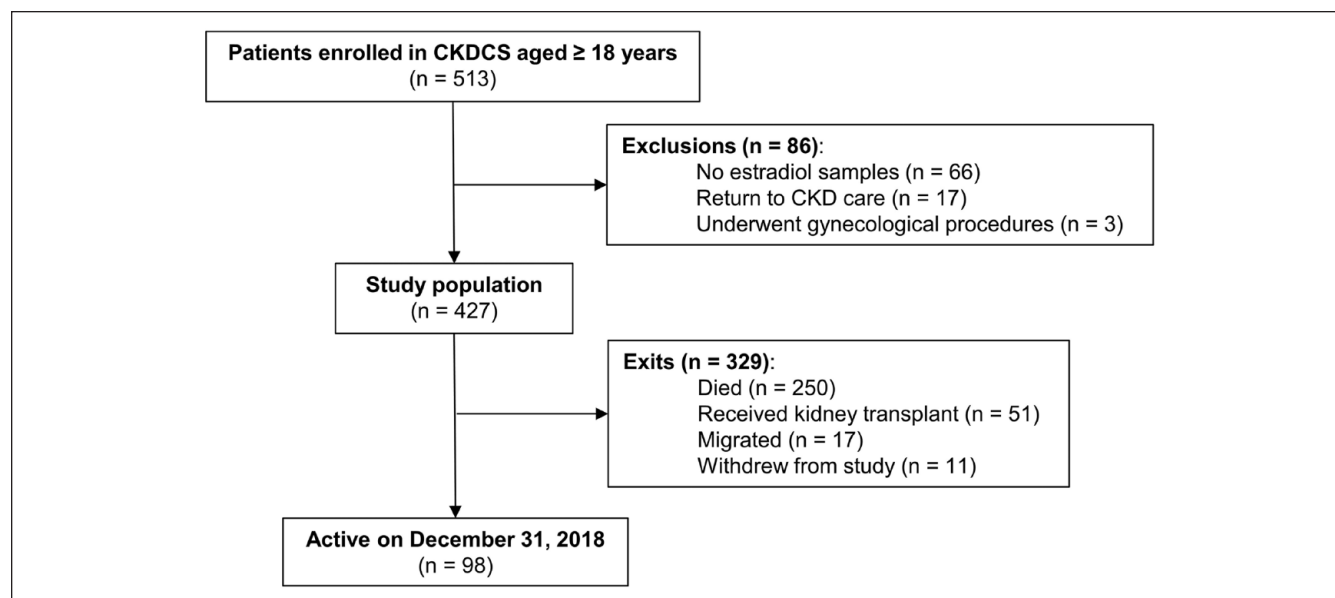 Patients enrolled in CKDCS aged ≥ 18 years
(n = 513)
Exclusions (n = 86):
No estradiol samples (n = 66)
Return to CKD care (n = 17)
Underwent gynecological procedures (n = 3)
Study population
(n = 427)
Exits (n = 329):
Died (n = 250)
Received kidney transplant (n = 51)
Migrated (n = 17)
Withdrew from study (n = 11)
Active on December 31, 2018
(n = 98)